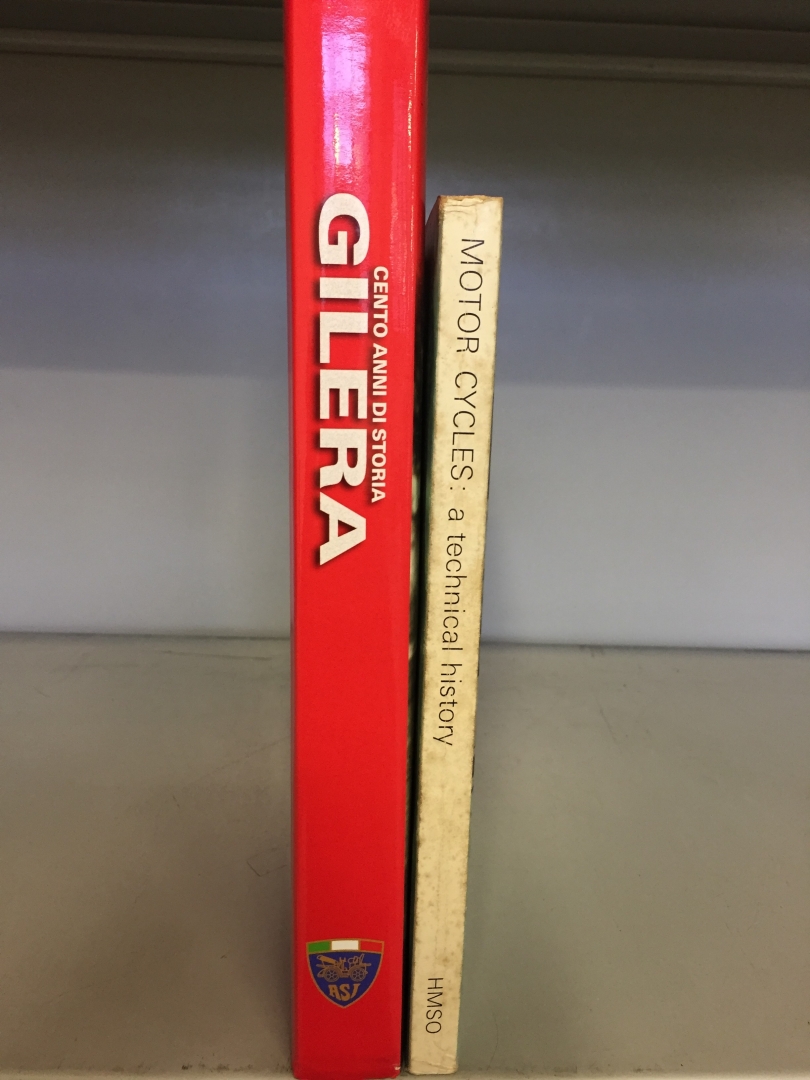 CENTO ANNI DI STORIA
GILERA
ASI
MOTOR CYCLES: a technical history
HMSO